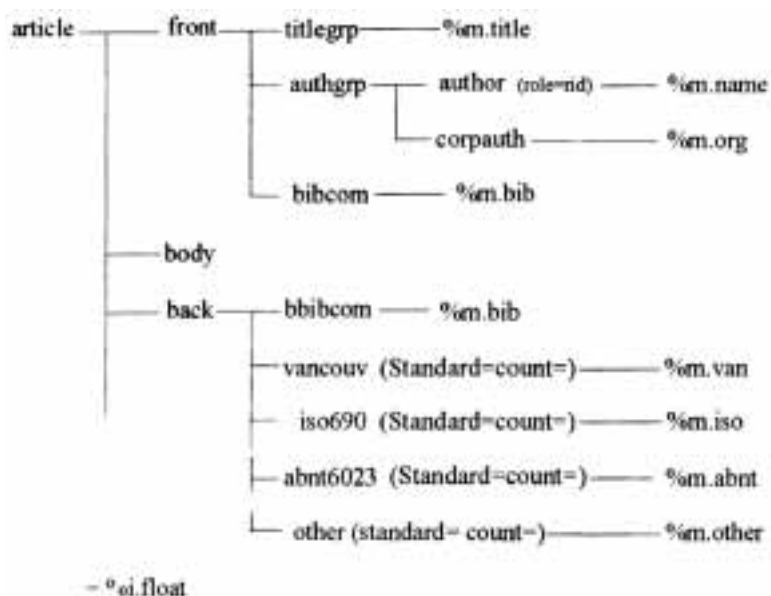 article front titlegrp %m.title
authgrp author (role=rid) %m.name
corpauth %m.org
bibcom %m.bib
body
back bbibcom %m.bib
vancouv (Standard=count=) %m.van
iso690 (Standard=count=) %m.iso
abnt6023 (Standard=count=) %m.abnt
other (standard= count=) %m.other
i.float